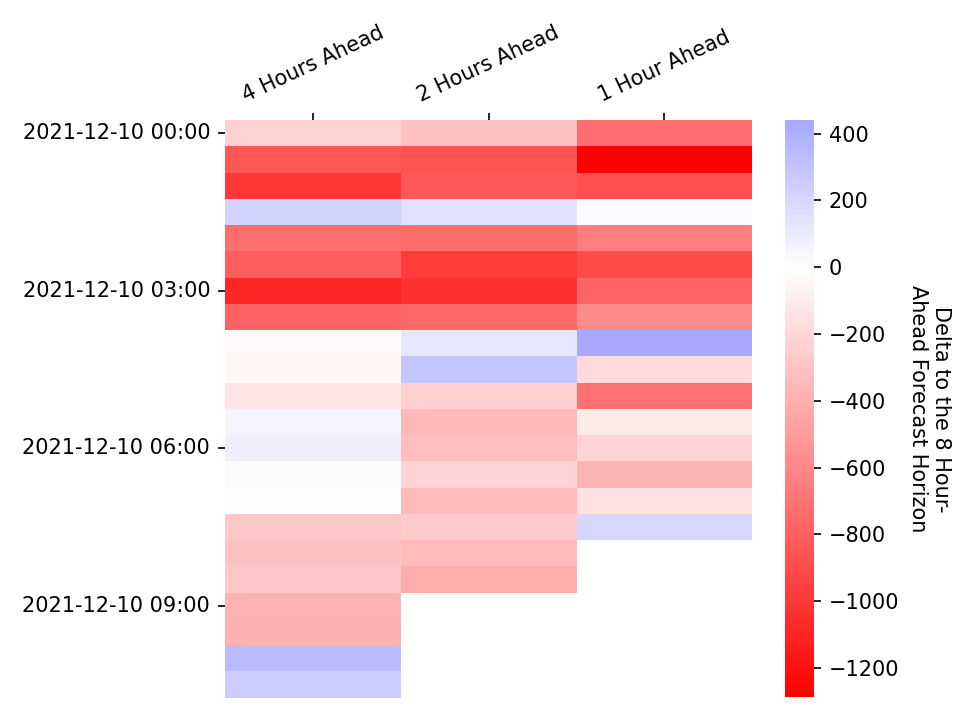 4 Hours Ahead
2 Hours Ahead
1 Hour Ahead
2021-12-10 00:00
2021-12-10 03:00
2021-12-10 06:00
2021-12-10 09:00
400
200
0
−200
−400
−600
−800
−1000
−1200
Delta to the 8 Hour-
Ahead Forecast Horizon